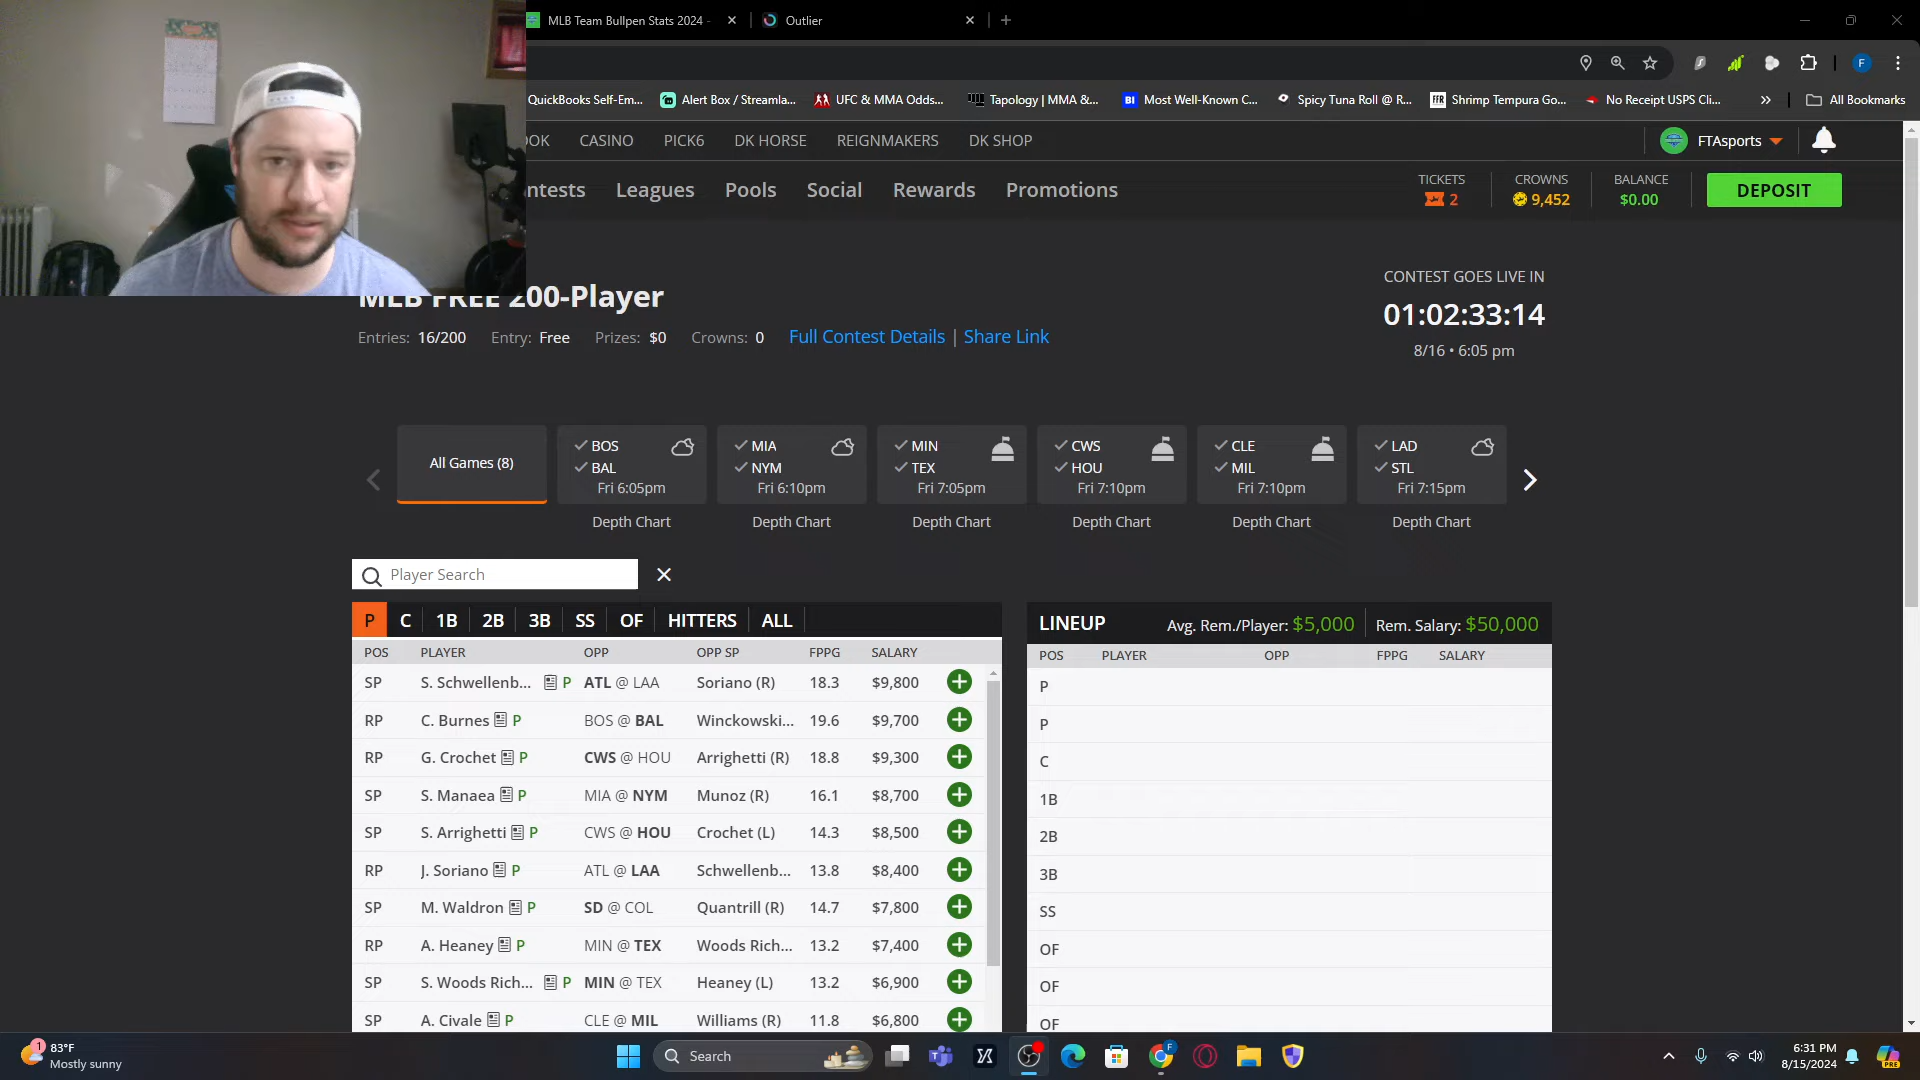 MLB Team Bullpen Stats 2024 -
Outlier
F
QuickBooks Self-Em...
Alert Box / Streamla...
UFC & MMA Odds...
Tapology | MMA &...
BI Most Well-Known C...
Spicy Tuna Roll @ R...
FFR Shrimp Tempura Go...
No Receipt USPS Cli...
All Bookmarks
OOK CASINO PICK6 DK HORSE REIGNMAKERS DK SHOP
FTAsports
ntests Leagues Pools Social Rewards Promotions
TICKETS 2
CROWNS 9,452
BALANCE $0.00
DEPOSIT
MLB FREE 200-Player
Entries: 16/200 Entry: Free Prizes: $0 Crowns: 0 Full Contest Details | Share Link
CONTEST GOES LIVE IN
01:02:33:14
8/16 • 6:05 pm
All Games (8)
BOS
BAL
Fri 6:05pm
Depth Chart
MIA
NYM
Fri 6:10pm
Depth Chart
MIN
TEX
Fri 7:05pm
Depth Chart
CWS
HOU
Fri 7:10pm
Depth Chart
CLE
MIL
Fri 7:10pm
Depth Chart
LAD
STL
Fri 7:15pm
Depth Chart
Player Search
P C 1B 2B 3B SS OF HITTERS ALL
POS PLAYER OPP OPP SP FPPG SALARY
SP S. Schwellenb... P ATL @ LAA Soriano (R) 18.3 $9,800
RP C. Burnes P BOS @ BAL Winckowski... 19.6 $9,700
RP G. Crochet P CWS @ HOU Arrighetti (R) 18.8 $9,300
SP S. Manaea P MIA @ NYM Munoz (R) 16.1 $8,700
SP S. Arrighetti P CWS @ HOU Crochet (L) 14.3 $8,500
RP J. Soriano P ATL @ LAA Schwellenb... 13.8 $8,400
SP M. Waldron P SD @ COL Quantrill (R) 14.7 $7,800
RP A. Heaney P MIN @ TEX Woods Rich... 13.2 $7,400
SP S. Woods Rich... P MIN @ TEX Heaney (L) 13.2 $6,900
SP A. Civale P CLE @ MIL Williams (R) 11.8 $6,800
LINEUP Avg. Rem./Player: $5,000 Rem. Salary: $50,000
POS PLAYER OPP FPPG SALARY
P
P
C
1B
2B
3B
SS
OF
OF
OF
1
83°F
Mostly sunny
Search
F
6:31 PM
8/15/2024
PRE